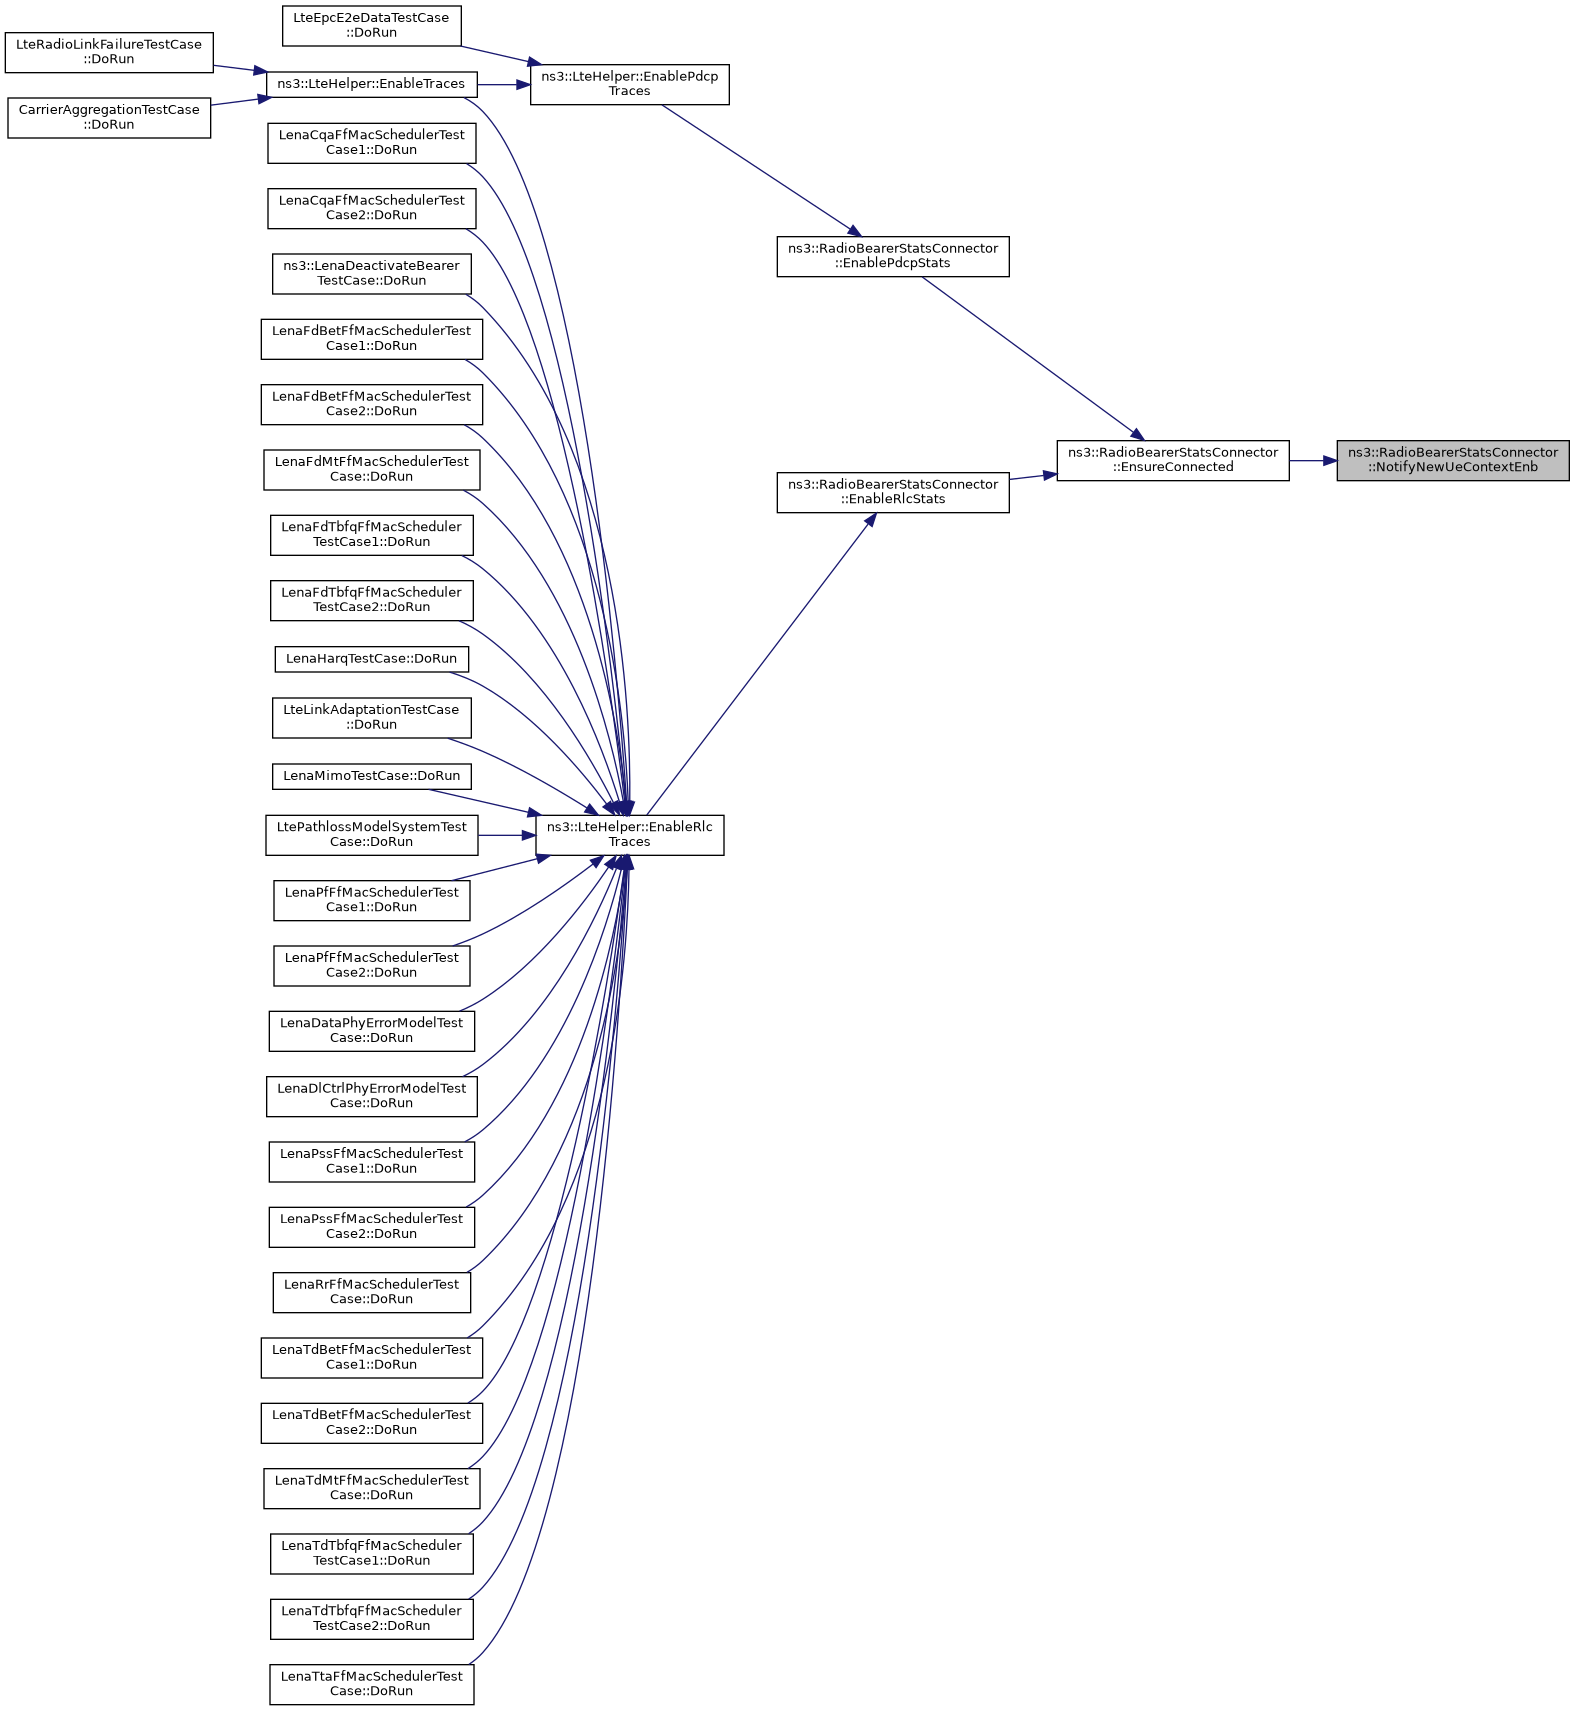 LteEpcE2eDataTestCase
::DoRun
LteRadioLinkFailureTestCase
::DoRun
ns3::LteHelper::EnableTraces
ns3::LteHelper::EnablePdcp
Traces
CarrierAggregationTestCase
::DoRun
LenaCqaFfMacSchedulerTest
Case1::DoRun
LenaCqaFfMacSchedulerTest
Case2::DoRun
ns3::RadioBearerStatsConnector
::EnablePdcpStats
ns3::LenaDeactivateBearer
TestCase::DoRun
LenaFdBetFfMacSchedulerTest
Case1::DoRun
LenaFdBetFfMacSchedulerTest
Case2::DoRun
LenaFdMtFfMacSchedulerTest
Case::DoRun
ns3::RadioBearerStatsConnector
::EnsureConnected
ns3::RadioBearerStatsConnector
::NotifyNewUeContextEnb
ns3::RadioBearerStatsConnector
::EnableRlcStats
LenaFdTbfqFfMacScheduler
TestCase1::DoRun
LenaFdTbfqFfMacScheduler
TestCase2::DoRun
LenaHarqTestCase::DoRun
LteLinkAdaptationTestCase
::DoRun
LenaMimoTestCase::DoRun
LtePathlossModelSystemTest
Case::DoRun
ns3::LteHelper::EnableRlc
Traces
LenaPfFfMacSchedulerTest
Case1::DoRun
LenaPfFfMacSchedulerTest
Case2::DoRun
LenaDataPhyErrorModelTest
Case::DoRun
LenaDlCtrlPhyErrorModelTest
Case::DoRun
LenaPssFfMacSchedulerTest
Case1::DoRun
LenaPssFfMacSchedulerTest
Case2::DoRun
LenaRrFfMacSchedulerTest
Case::DoRun
LenaTdBetFfMacSchedulerTest
Case1::DoRun
LenaTdBetFfMacSchedulerTest
Case2::DoRun
LenaTdMtFfMacSchedulerTest
Case::DoRun
LenaTdTbfqFfMacScheduler
TestCase1::DoRun
LenaTdTbfqFfMacScheduler
TestCase2::DoRun
LenaTtaFfMacSchedulerTest
Case::DoRun